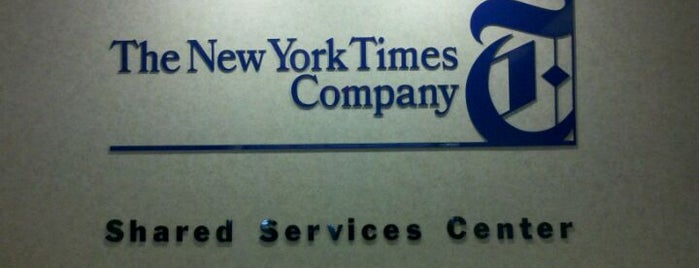 The New York Times
Company
T
Shared Services Center